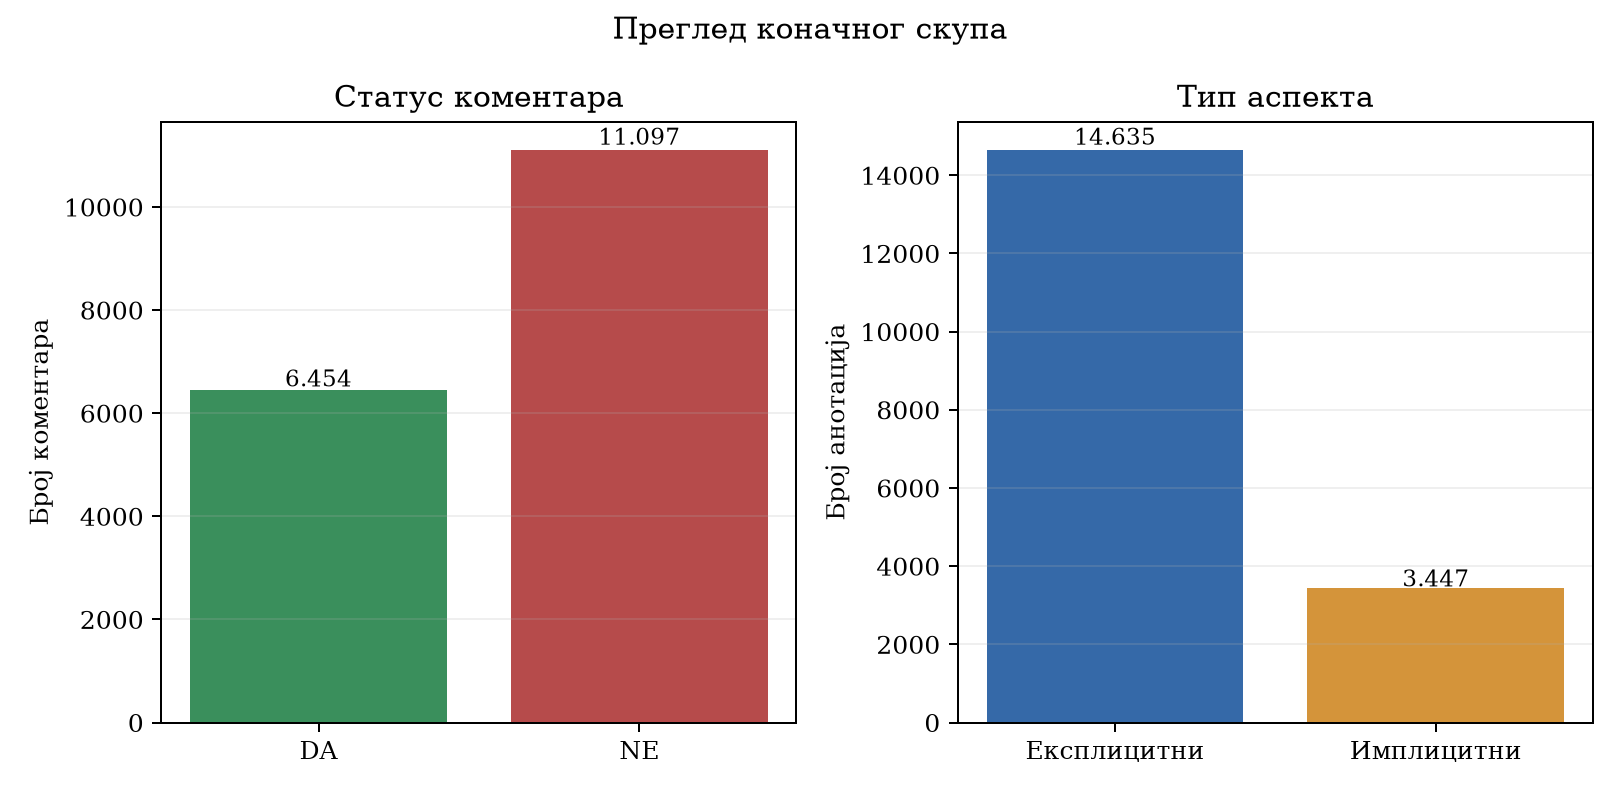 Преглед коначног скупа
Статус коментара
Број коментара
10000
8000
6000
4000
2000
0
6.454
11.097
DA
NE
Тип аспекта
Број анотација
14000
12000
10000
8000
6000
4000
2000
0
14.635
3.447
Експлицитни
Имплицитни